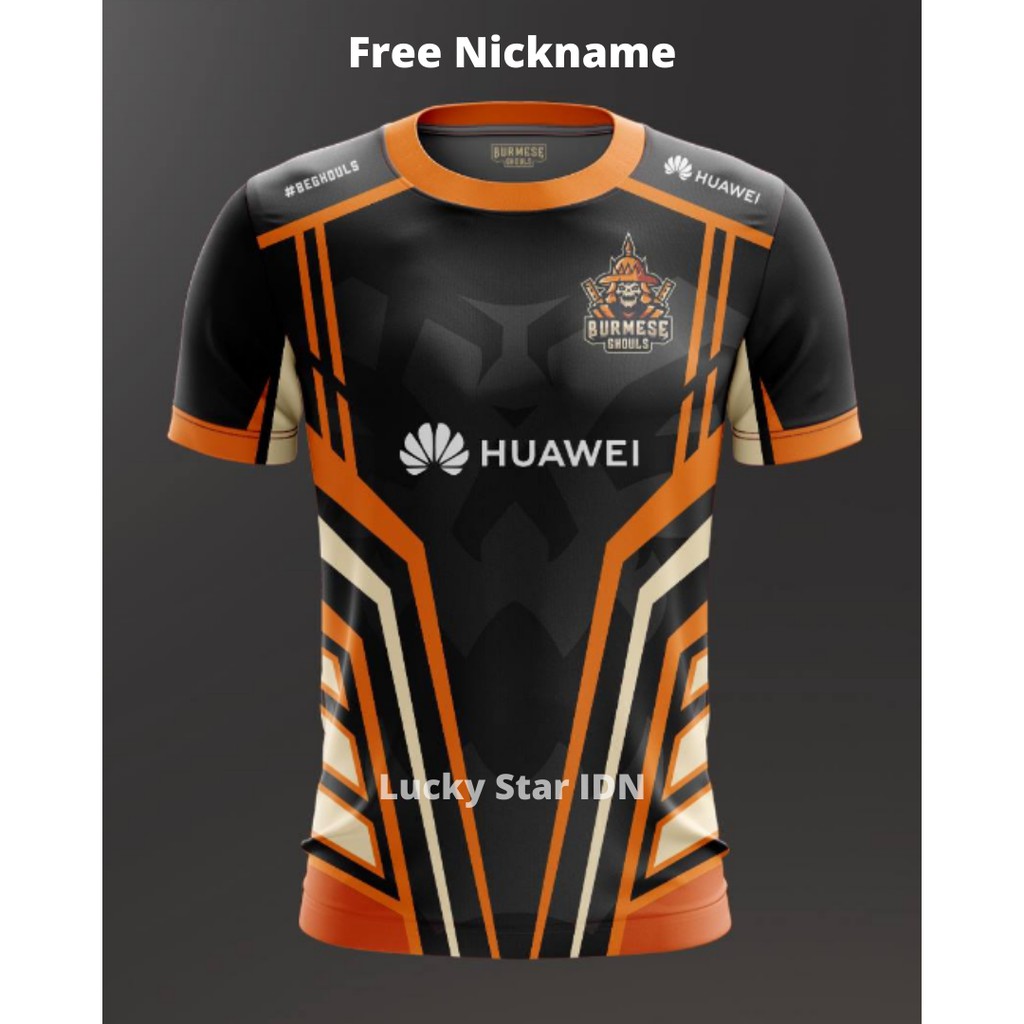 Free Nickname
#BEGHOULS
BURMESE
GHOULS
HUAWEI
BURMESE
GHOULS
HUAWEI
Lucky Star IDN